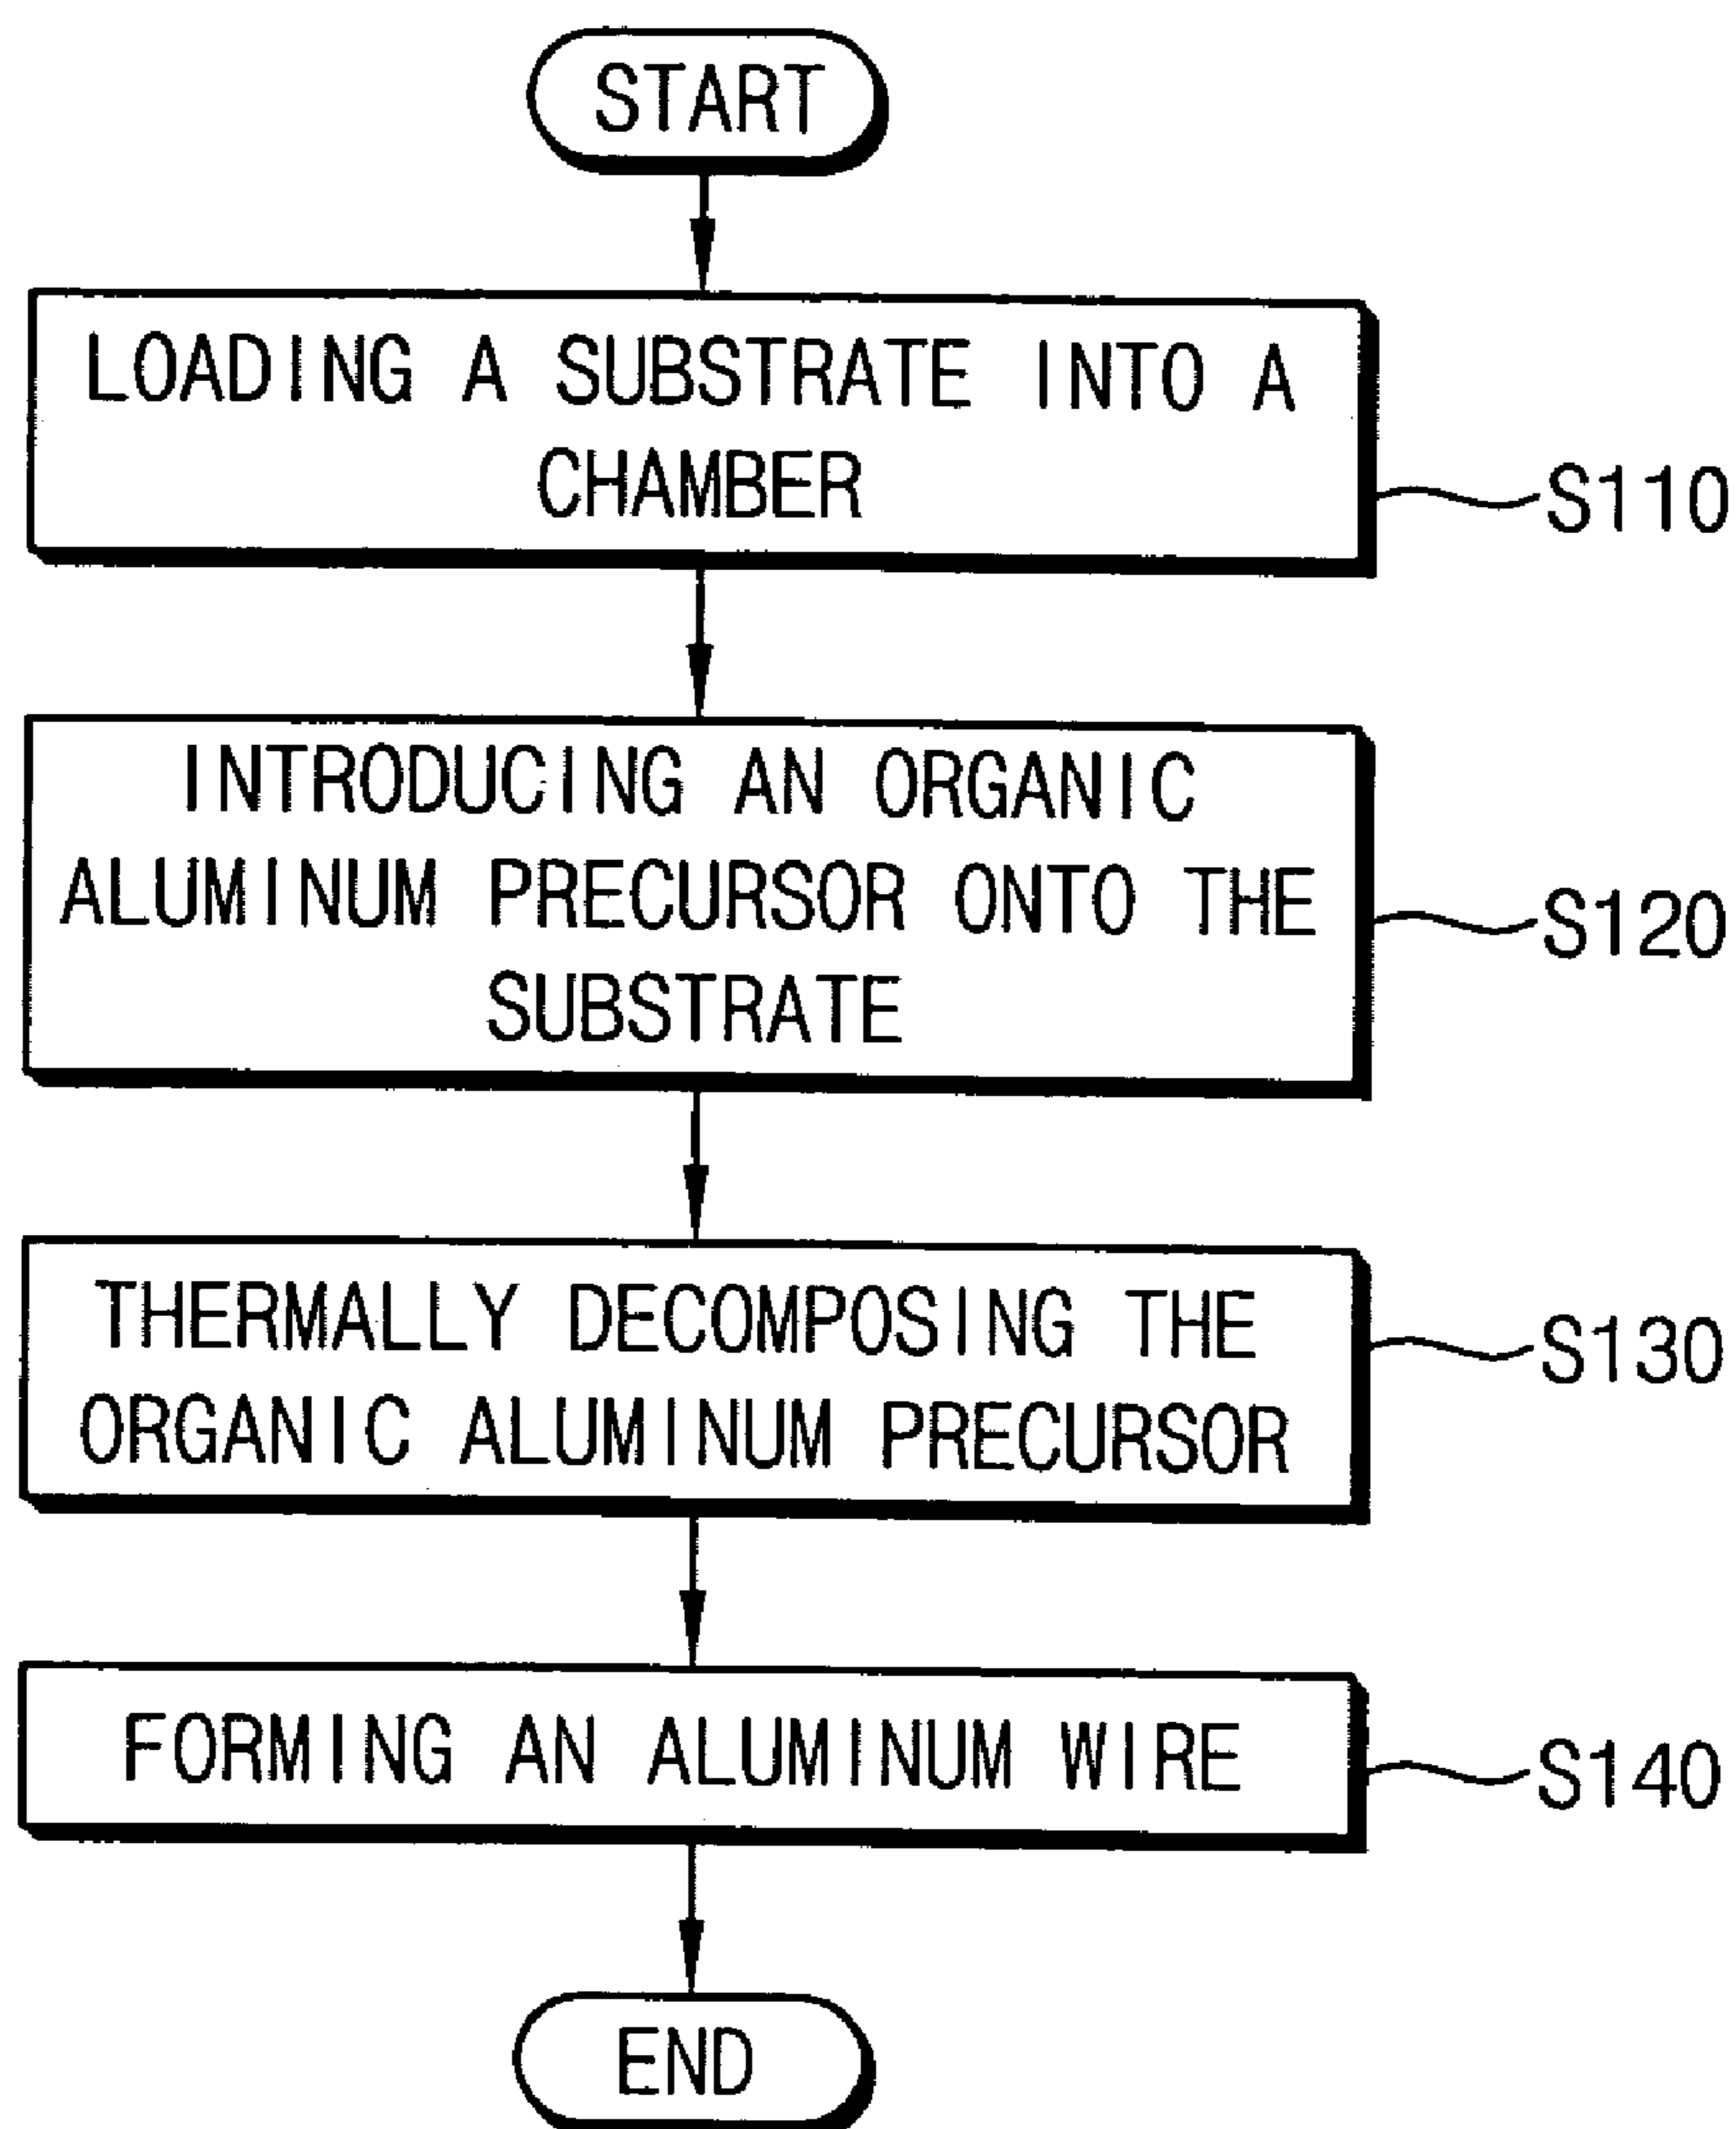 START
LOADING A SUBSTRATE INTO A
CHAMBER
S110
INTRODUCING AN ORGANIC
ALUMINUM PRECURSOR ONTO THE
SUBSTRATE
S120
THERMALLY DECOMPOSING THE
ORGANIC ALUMINUM PRECURSOR
S130
FORMING AN ALUMINUM WIRE
S140
END